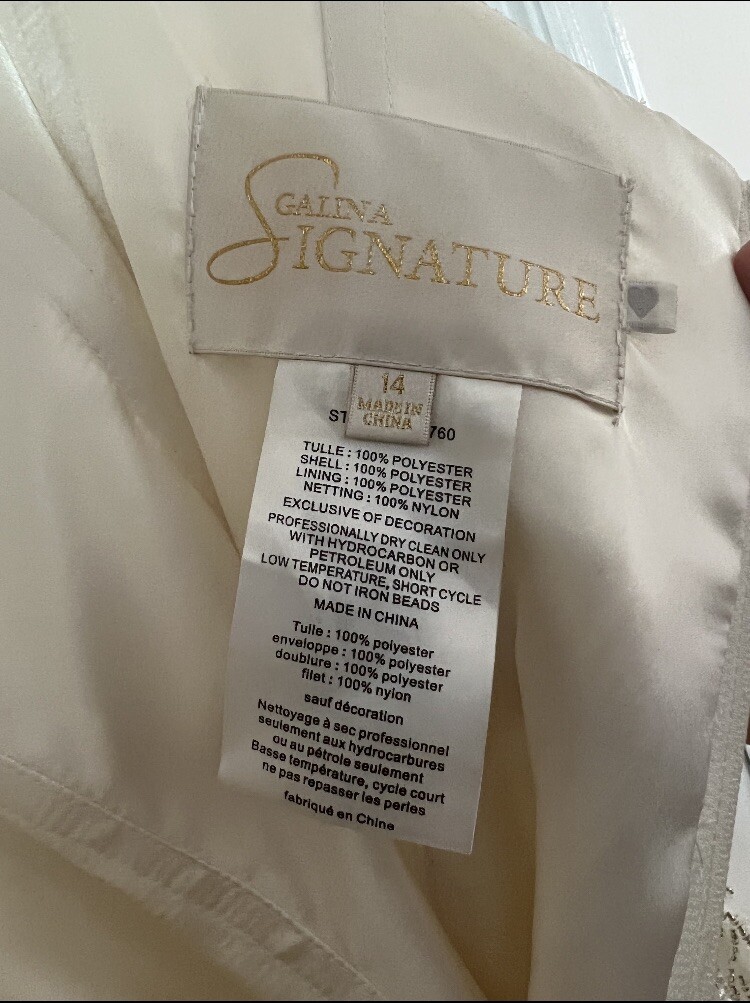 GALINA
SIGNATURE
14
MADE IN
CHINA
ST 760
TULLE : 100% POLYESTER
SHELL : 100% POLYESTER
LINING : 100% POLYESTER
NETTING : 100% NYLON
EXCLUSIVE OF DECORATION
PROFESSIONALLY DRY CLEAN ONLY
WITH HYDROCARBON OR
PETROLEUM ONLY
LOW TEMPERATURE, SHORT CYCLE
DO NOT IRON BEADS
MADE IN CHINA
Tulle : 100% polyester
enveloppe : 100% polyester
doublure : 100% polyester
filet : 100% nylon
sauf décoration
Nettoyage à sec professionnel
seulement aux hydrocarbures
ou au pétrole seulement
Basse température, cycle court
ne pas repasser les perles
fabriqué en Chine